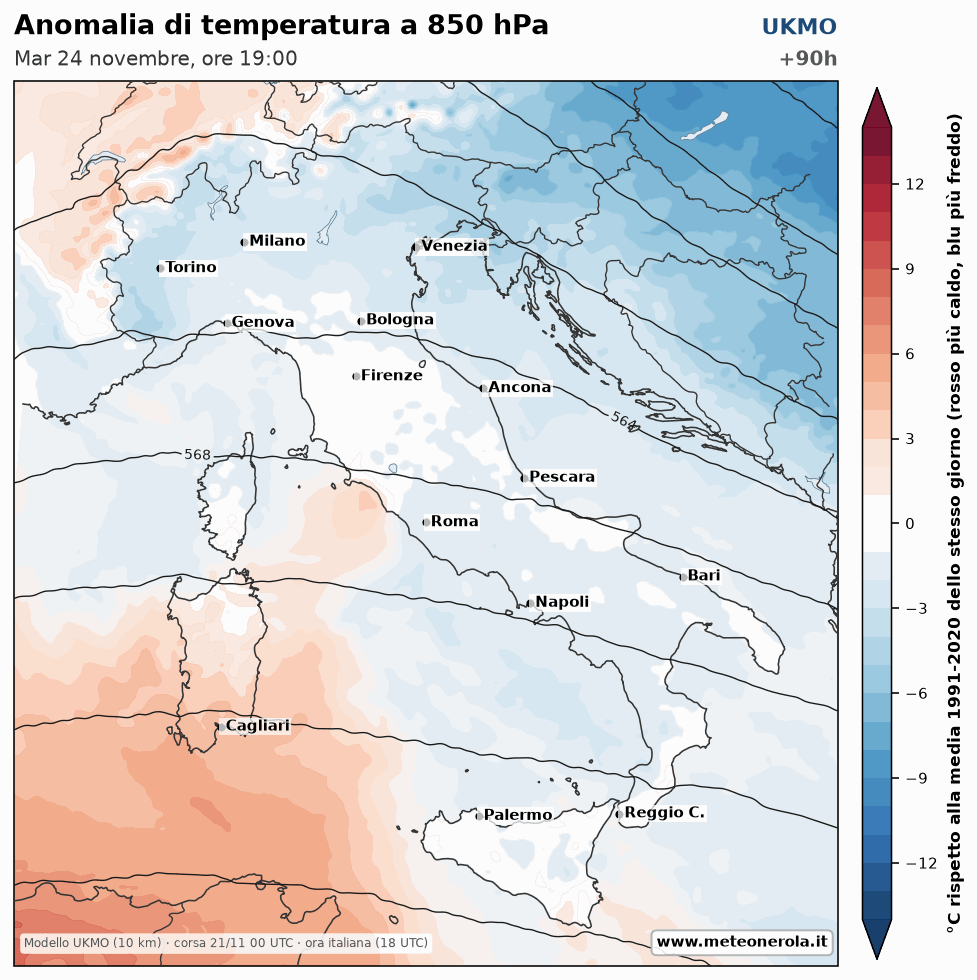 Anomalia di temperatura a 850 hPa
UKMO
Mar 24 novembre, ore 19:00
+90h
Milano
Venezia
Torino
Genova
Bologna
Firenze
Ancona
564
568
Pescara
Roma
Bari
Napoli
Cagliari
Palermo
Reggio C.
12
9
6
3
0
−3
−6
−9
−12
°C rispetto alla media 1991-2020 dello stesso giorno (rosso più caldo, blu più freddo)
Modello UKMO (10 km) · corsa 21/11 00 UTC · ora italiana (18 UTC)
www.meteonerola.it